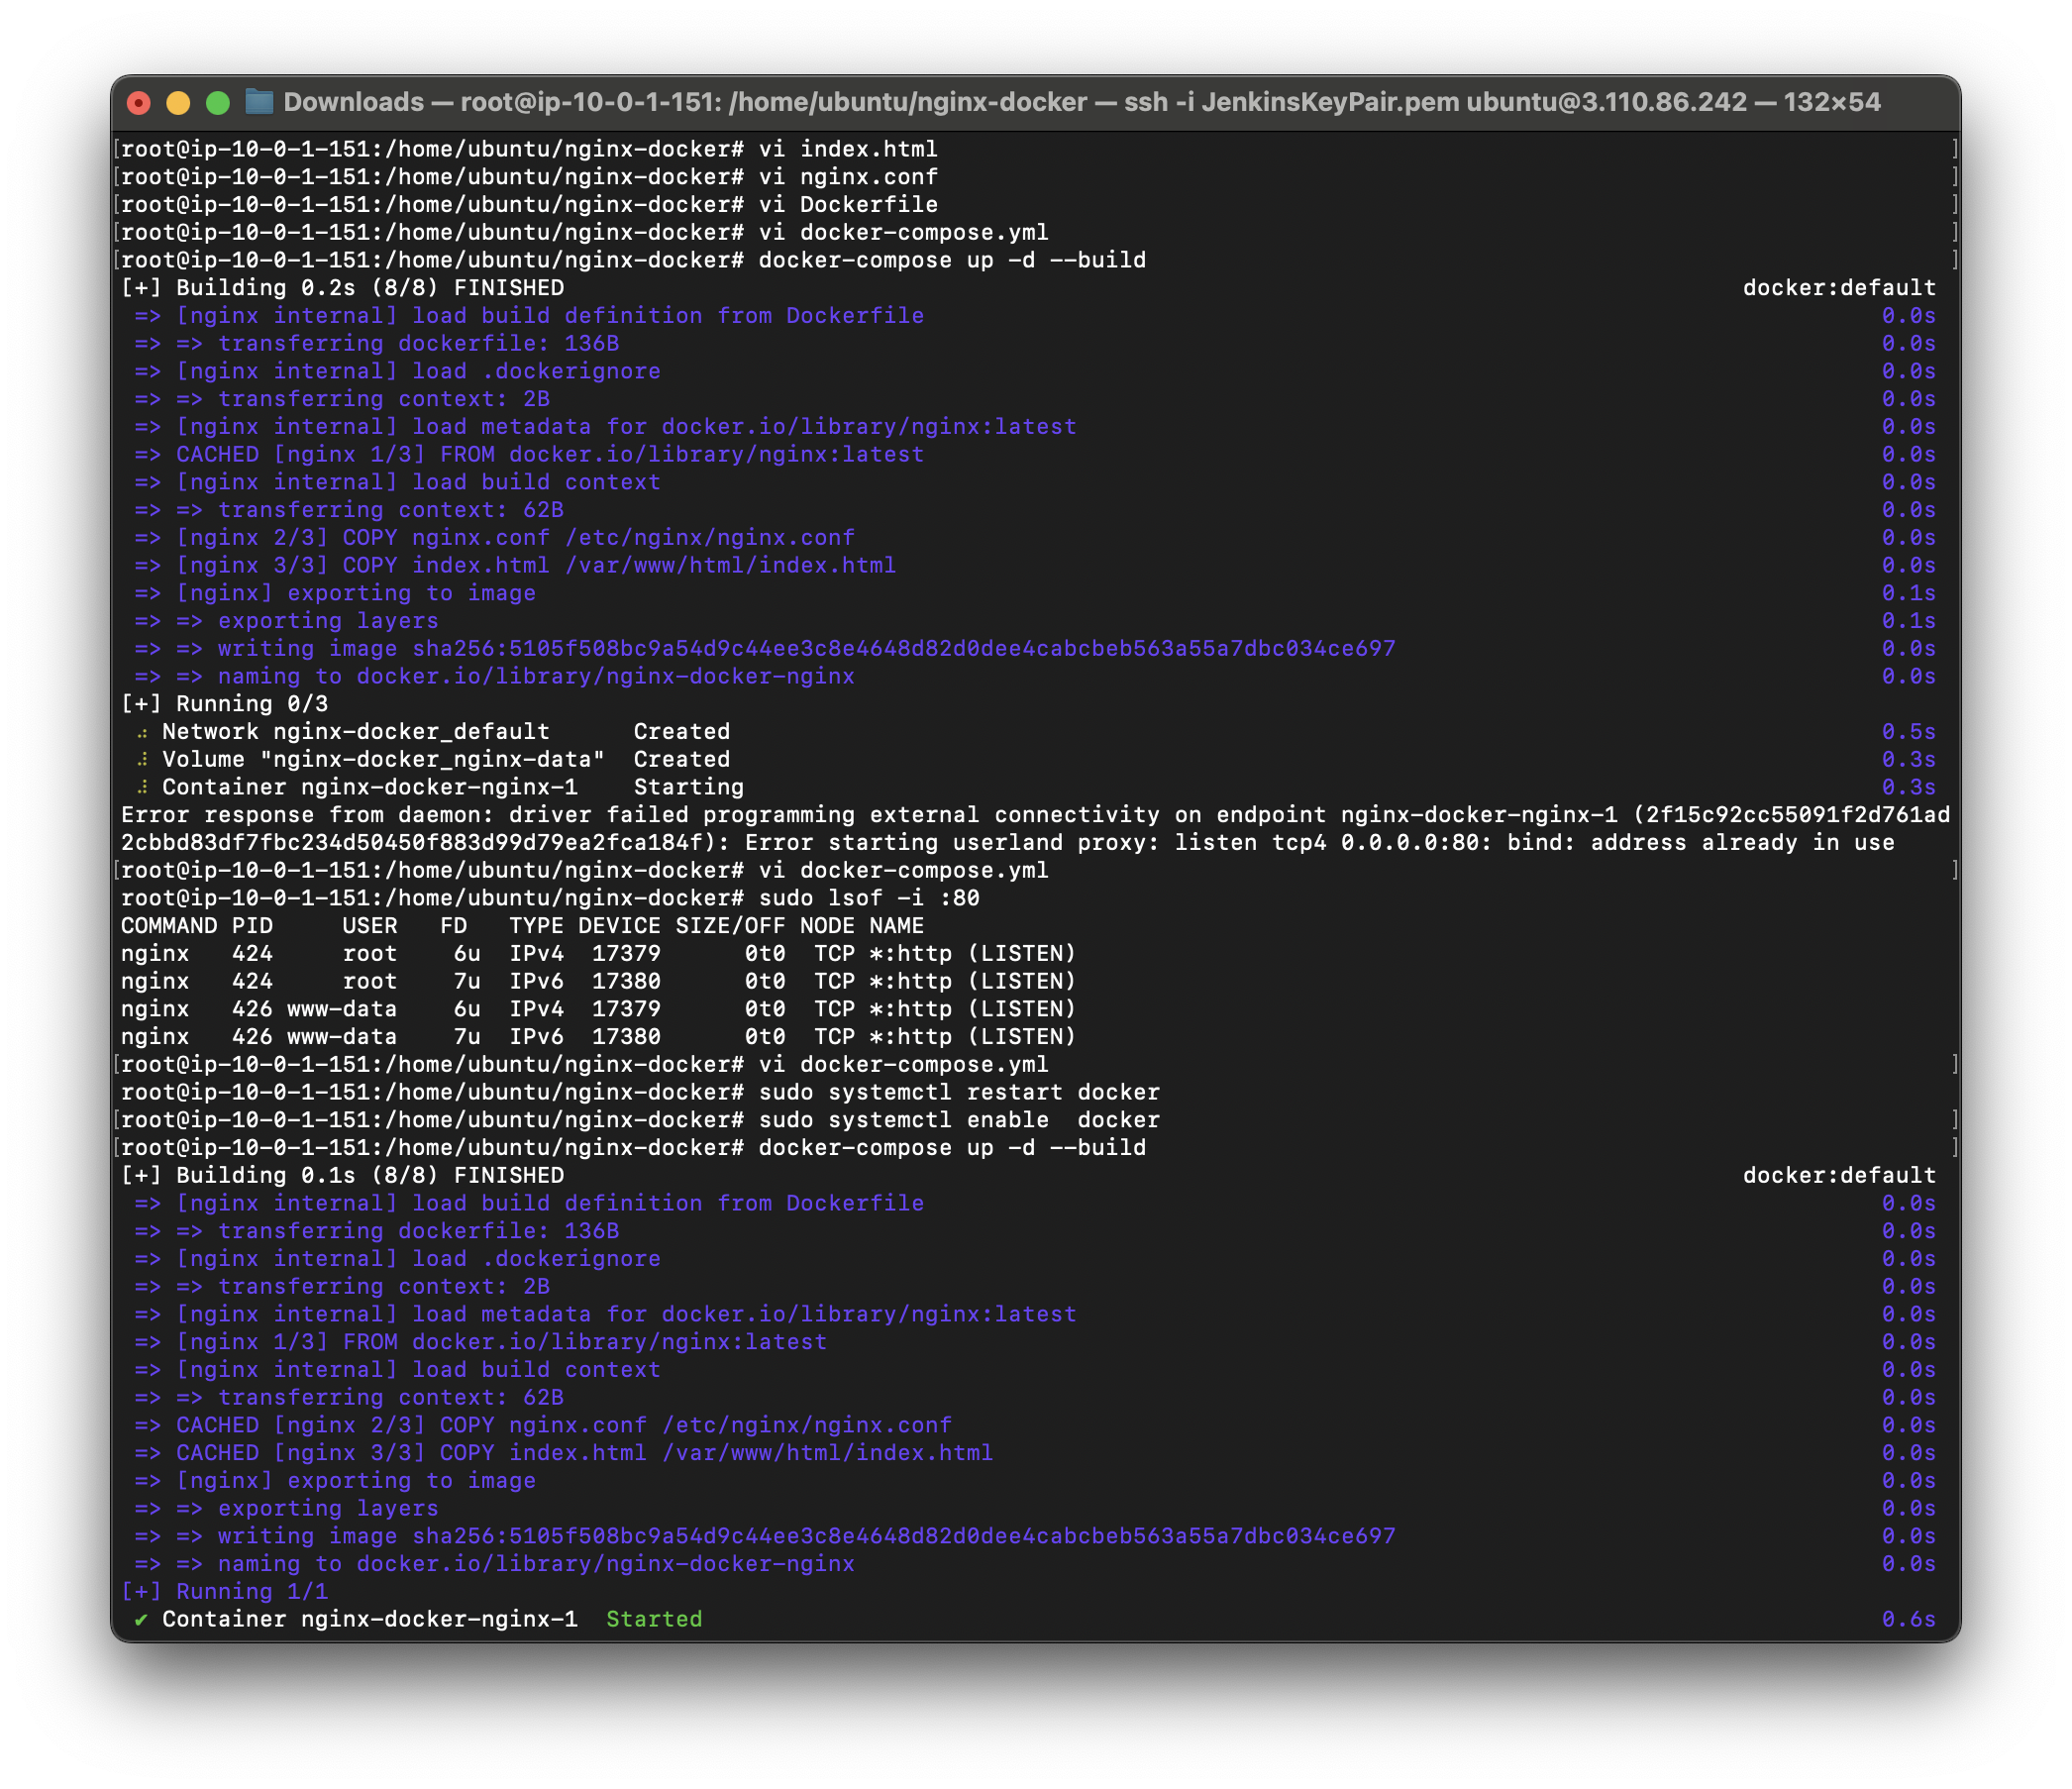 Downloads — root@ip-10-0-1-151: /home/ubuntu/nginx-docker — ssh -i JenkinsKeyPair.pem ubuntu@3.110.86.242 — 132×54
[root@ip-10-0-1-151:/home/ubuntu/nginx-docker# vi index.html ]
[root@ip-10-0-1-151:/home/ubuntu/nginx-docker# vi nginx.conf ]
[root@ip-10-0-1-151:/home/ubuntu/nginx-docker# vi Dockerfile ]
[root@ip-10-0-1-151:/home/ubuntu/nginx-docker# vi docker-compose.yml ]
[root@ip-10-0-1-151:/home/ubuntu/nginx-docker# docker-compose up -d --build ]
[+] Building 0.2s (8/8) FINISHED docker:default
=> [nginx internal] load build definition from Dockerfile 0.0s
=> => transferring dockerfile: 136B 0.0s
=> [nginx internal] load .dockerignore 0.0s
=> => transferring context: 2B 0.0s
=> [nginx internal] load metadata for docker.io/library/nginx:latest 0.0s
=> CACHED [nginx 1/3] FROM docker.io/library/nginx:latest 0.0s
=> [nginx internal] load build context 0.0s
=> => transferring context: 62B 0.0s
=> [nginx 2/3] COPY nginx.conf /etc/nginx/nginx.conf 0.0s
=> [nginx 3/3] COPY index.html /var/www/html/index.html 0.0s
=> [nginx] exporting to image 0.1s
=> => exporting layers 0.1s
=> => writing image sha256:5105f508bc9a54d9c44ee3c8e4648d82d0dee4cabcbeb563a55a7dbc034ce697 0.0s
=> => naming to docker.io/library/nginx-docker-nginx 0.0s
[+] Running 0/3
⠴ Network nginx-docker_default Created 0.5s
⠼ Volume "nginx-docker_nginx-data" Created 0.3s
⠼ Container nginx-docker-nginx-1 Starting 0.3s
Error response from daemon: driver failed programming external connectivity on endpoint nginx-docker-nginx-1 (2f15c92cc55091f2d761ad
2cbbd83df7fbc234d50450f883d99d79ea2fca184f): Error starting userland proxy: listen tcp4 0.0.0.0:80: bind: address already in use
[root@ip-10-0-1-151:/home/ubuntu/nginx-docker# vi docker-compose.yml ]
root@ip-10-0-1-151:/home/ubuntu/nginx-docker# sudo lsof -i :80
COMMAND PID USER FD TYPE DEVICE SIZE/OFF NODE NAME
nginx 424 root 6u IPv4 17379 0t0 TCP *:http (LISTEN)
nginx 424 root 7u IPv6 17380 0t0 TCP *:http (LISTEN)
nginx 426 www-data 6u IPv4 17379 0t0 TCP *:http (LISTEN)
nginx 426 www-data 7u IPv6 17380 0t0 TCP *:http (LISTEN)
[root@ip-10-0-1-151:/home/ubuntu/nginx-docker# vi docker-compose.yml ]
root@ip-10-0-1-151:/home/ubuntu/nginx-docker# sudo systemctl restart docker
[root@ip-10-0-1-151:/home/ubuntu/nginx-docker# sudo systemctl enable  docker ]
[root@ip-10-0-1-151:/home/ubuntu/nginx-docker# docker-compose up -d --build ]
[+] Building 0.1s (8/8) FINISHED docker:default
=> [nginx internal] load build definition from Dockerfile 0.0s
=> => transferring dockerfile: 136B 0.0s
=> [nginx internal] load .dockerignore 0.0s
=> => transferring context: 2B 0.0s
=> [nginx internal] load metadata for docker.io/library/nginx:latest 0.0s
=> [nginx 1/3] FROM docker.io/library/nginx:latest 0.0s
=> [nginx internal] load build context 0.0s
=> => transferring context: 62B 0.0s
=> CACHED [nginx 2/3] COPY nginx.conf /etc/nginx/nginx.conf 0.0s
=> CACHED [nginx 3/3] COPY index.html /var/www/html/index.html 0.0s
=> [nginx] exporting to image 0.0s
=> => exporting layers 0.0s
=> => writing image sha256:5105f508bc9a54d9c44ee3c8e4648d82d0dee4cabcbeb563a55a7dbc034ce697 0.0s
=> => naming to docker.io/library/nginx-docker-nginx 0.0s
[+] Running 1/1
✔ Container nginx-docker-nginx-1 Started 0.6s